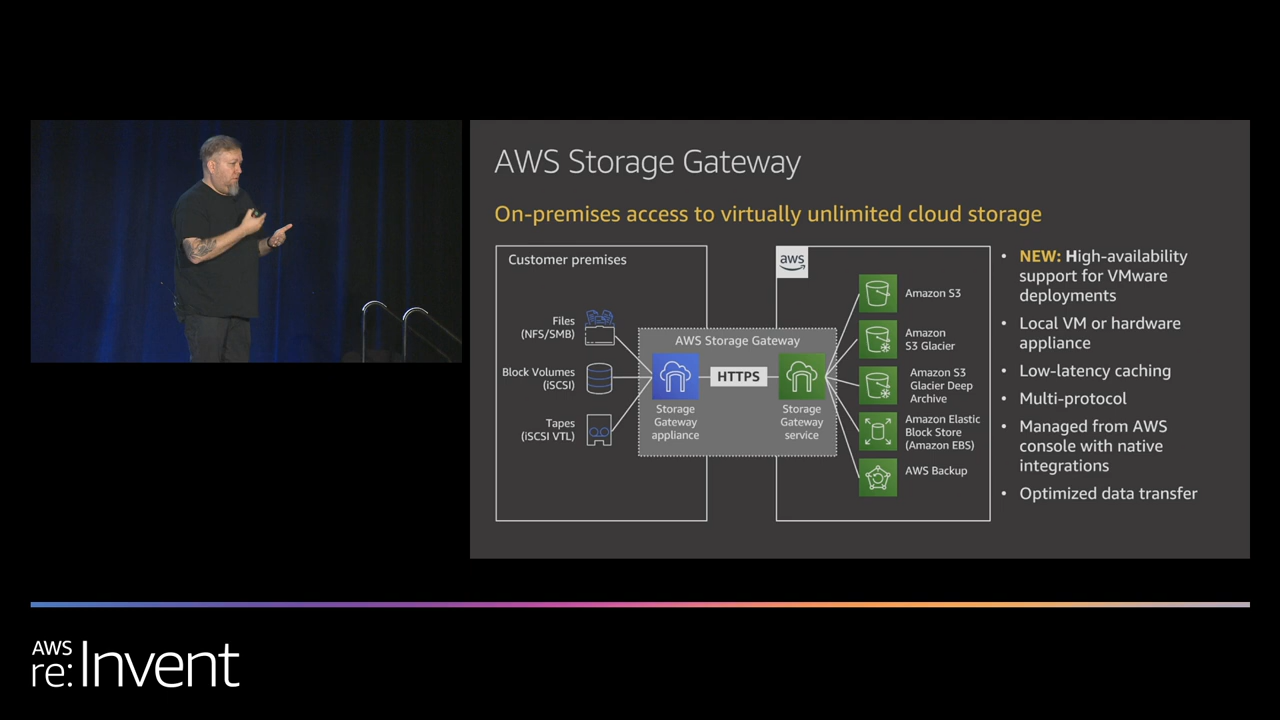 AWS Storage Gateway
On-premises access to virtually unlimited cloud storage
Customer premises
Files
(NFS/SMB)
Block Volumes
(iSCSI)
Tapes
(iSCSI VTL)
AWS Storage Gateway
HTTPS
Storage
Gateway
appliance
Storage
Gateway
service
aws
Amazon S3
Amazon
S3 Glacier
Amazon S3
Glacier Deep
Archive
Amazon Elastic
Block Store
(Amazon EBS)
AWS Backup
• NEW: High-availability
support for VMware
deployments
• Local VM or hardware
appliance
• Low-latency caching
• Multi-protocol
• Managed from AWS
console with native
integrations
• Optimized data transfer
AWS
re:Invent